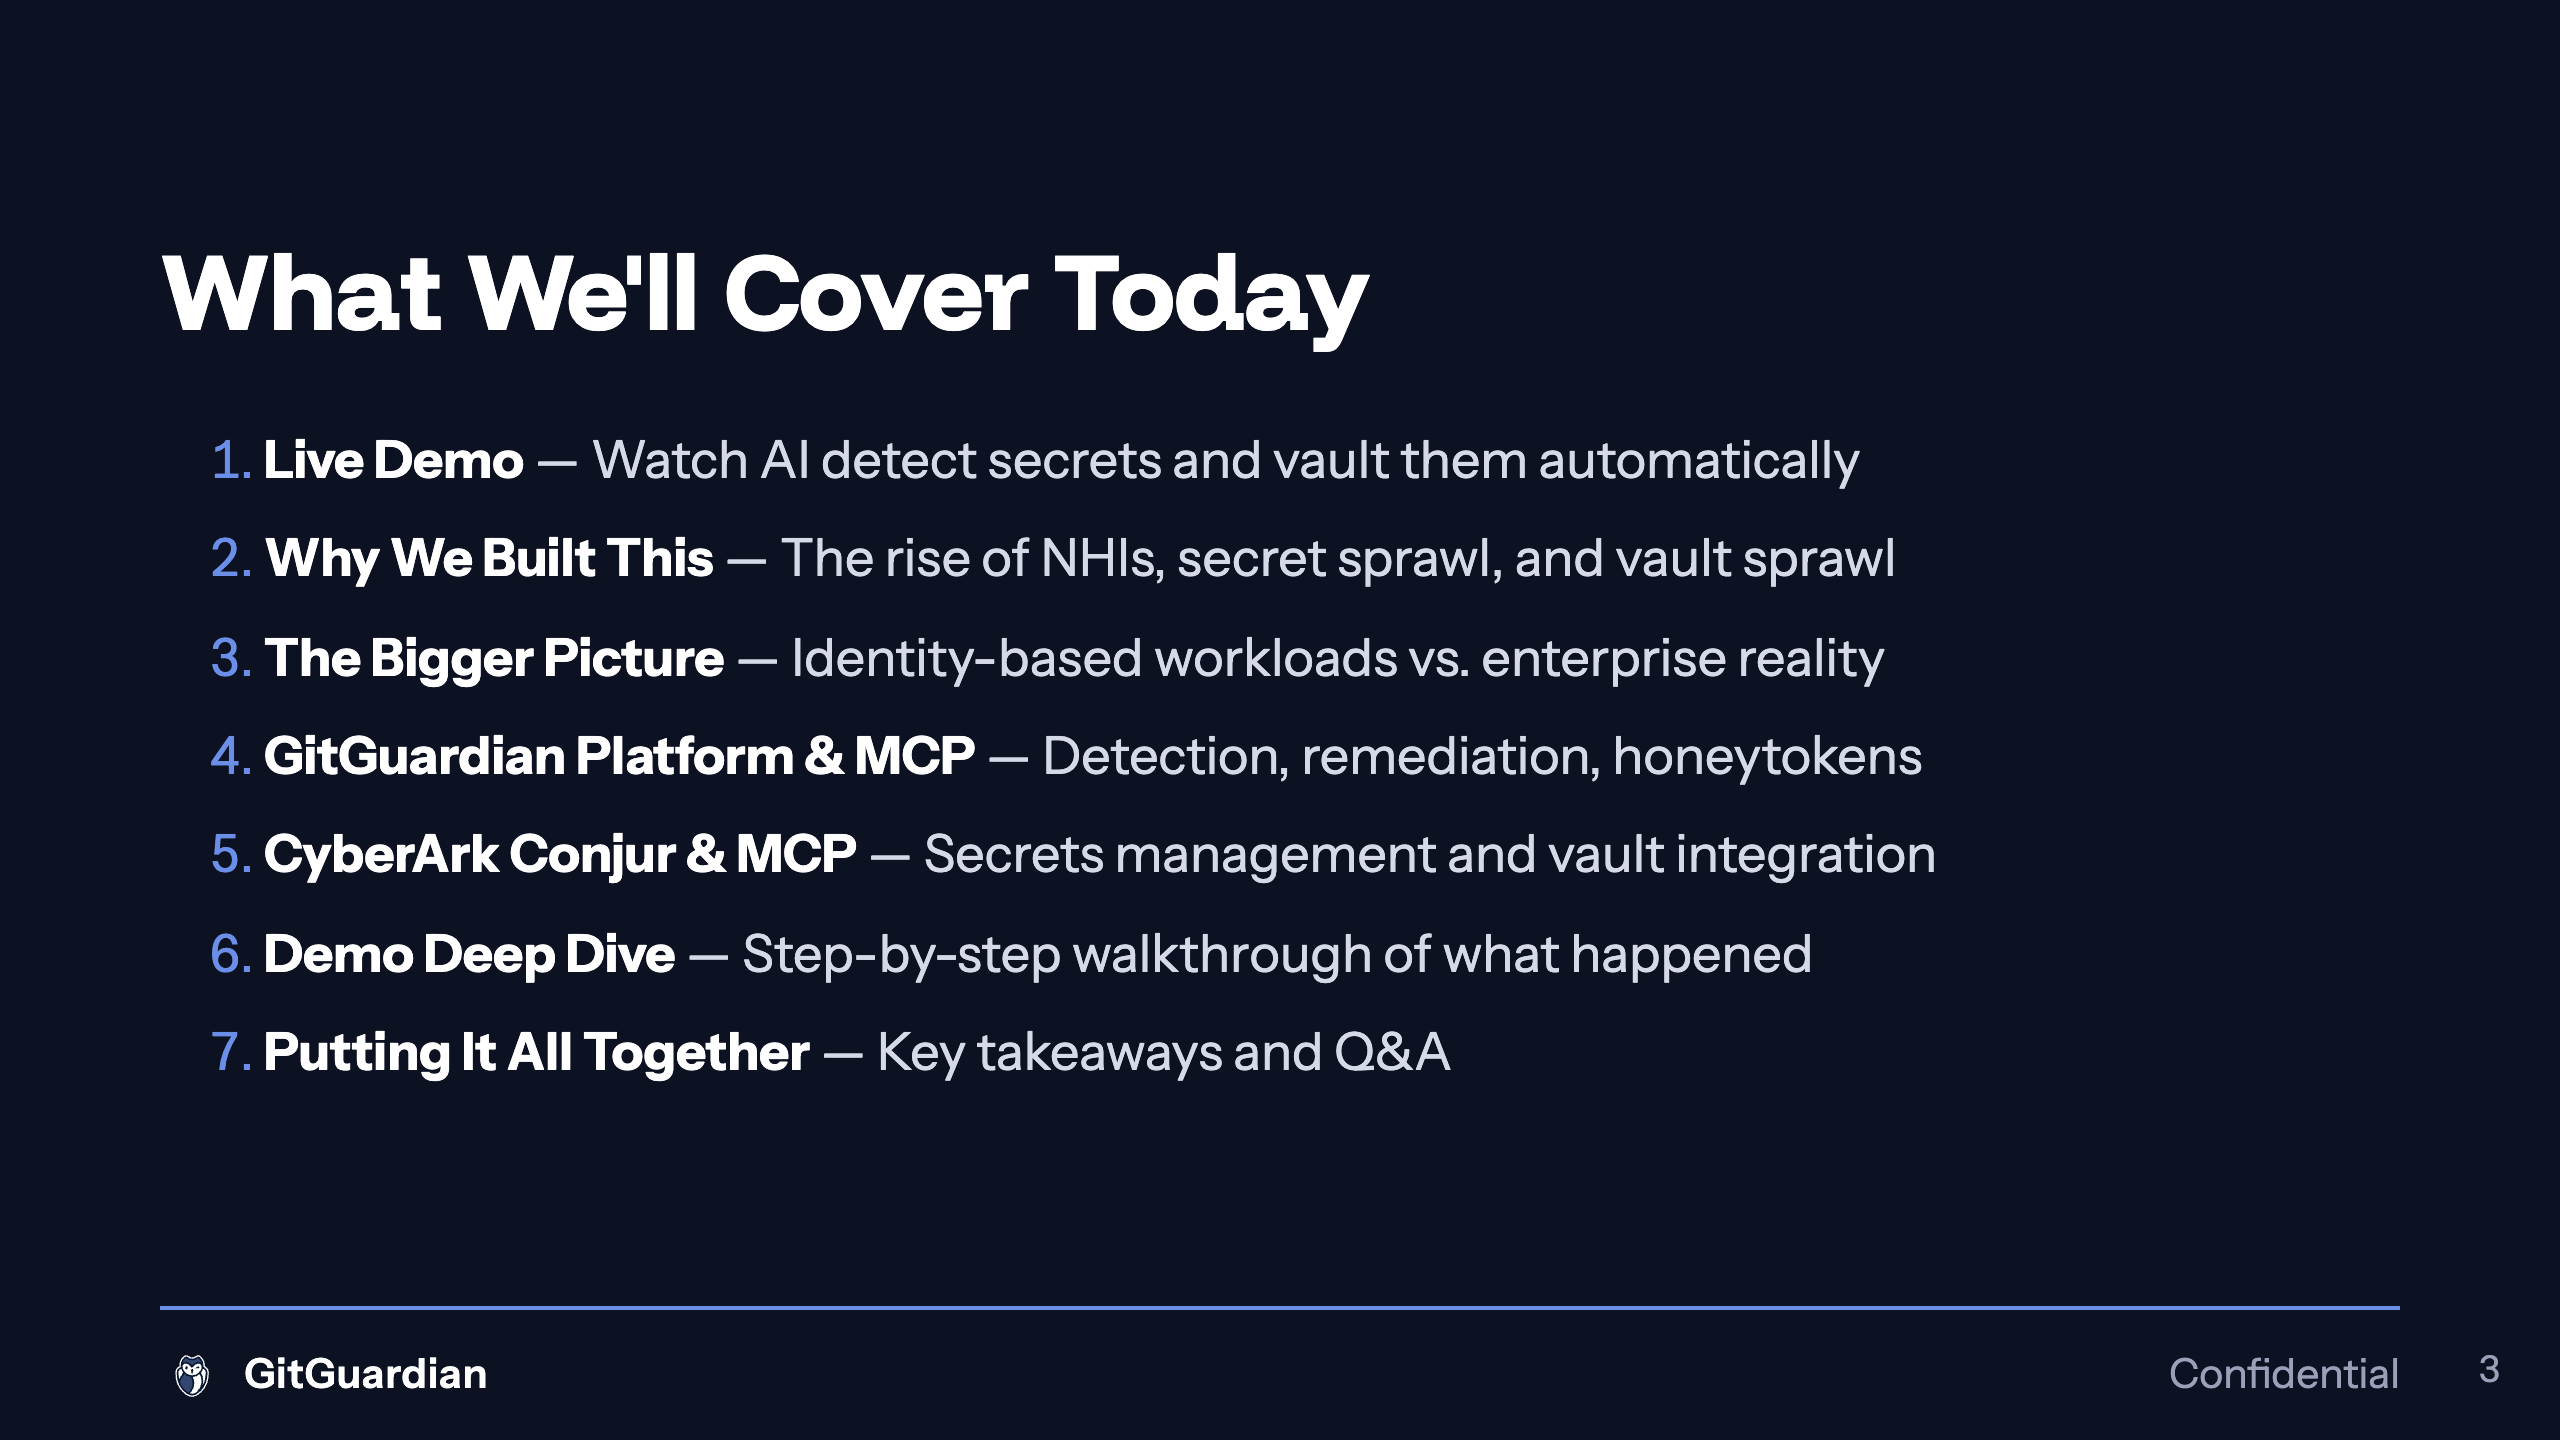 What We'll Cover Today
1. Live Demo — Watch AI detect secrets and vault them automatically
2. Why We Built This — The rise of NHIs, secret sprawl, and vault sprawl
3. The Bigger Picture — Identity-based workloads vs. enterprise reality
4. GitGuardian Platform & MCP — Detection, remediation, honeytokens
5. CyberArk Conjur & MCP — Secrets management and vault integration
6. Demo Deep Dive — Step-by-step walkthrough of what happened
7. Putting It All Together — Key takeaways and Q&A
GitGuardian
Confidential
3